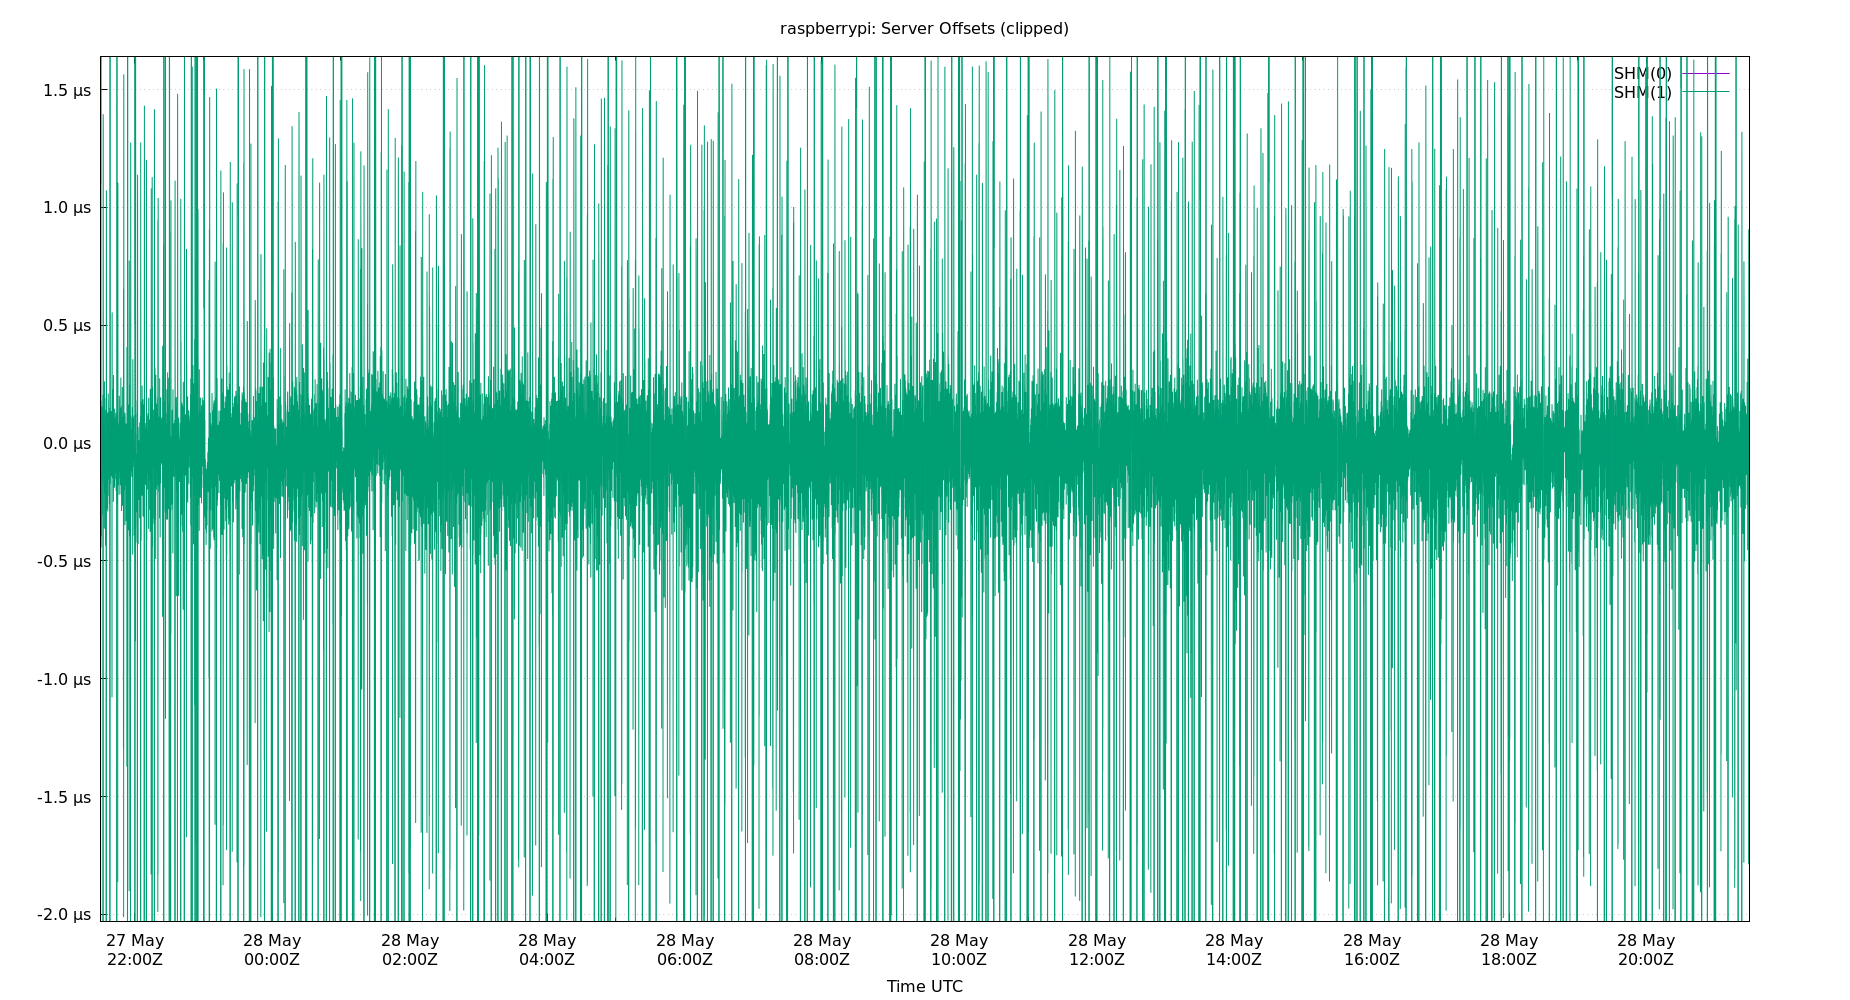 raspberrypi: Server Offsets (clipped)
SHM(0)
SHM(1)
1.5 µs
1.0 µs
0.5 µs
0.0 µs
-0.5 µs
-1.0 µs
-1.5 µs
-2.0 µs
27 May 28 May 28 May 28 May 28 May 28 May 28 May 28 May 28 May 28 May 28 May 28 May
22:00Z 00:00Z 02:00Z 04:00Z 06:00Z 08:00Z 10:00Z 12:00Z 14:00Z 16:00Z 18:00Z 20:00Z
Time UTC